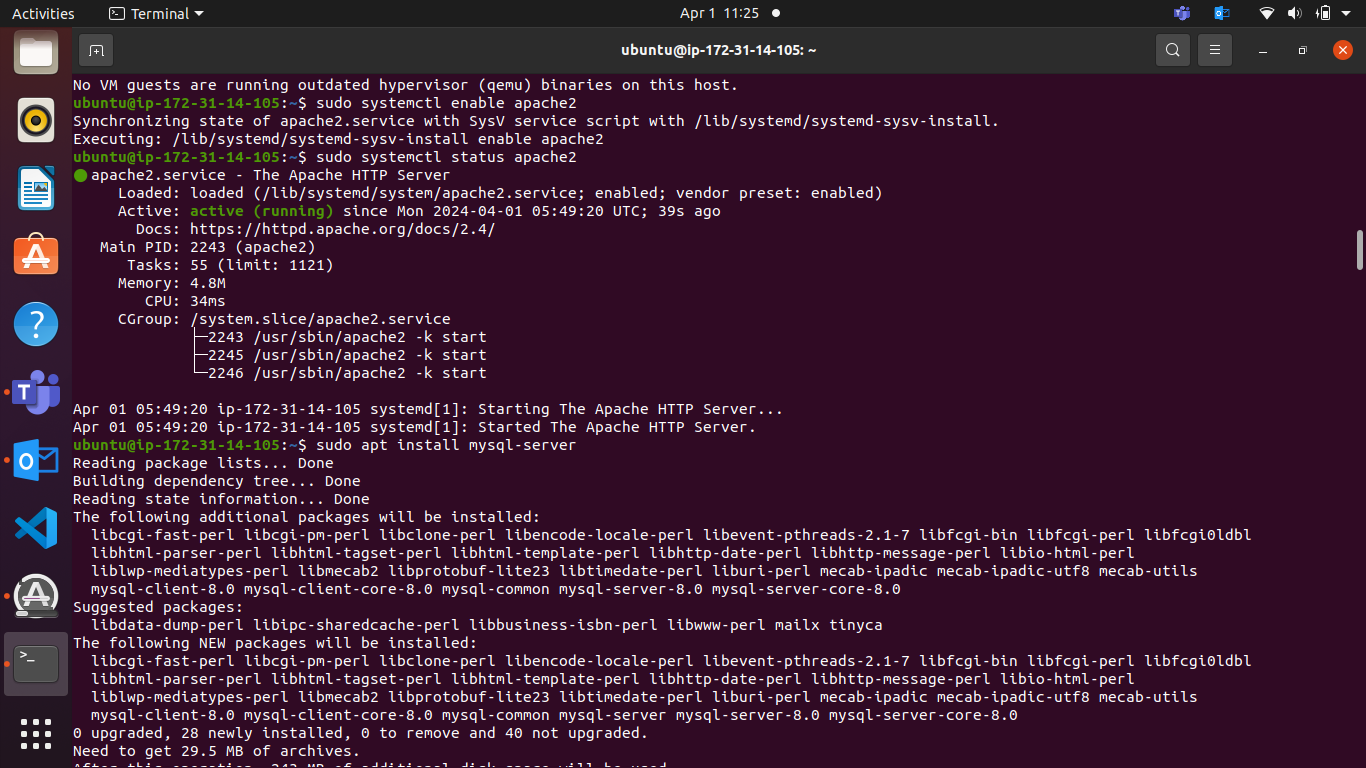 Activities
Terminal
Apr 1 11:25
ubuntu@ip-172-31-14-105: ~
No VM guests are running outdated hypervisor (qemu) binaries on this host.
ubuntu@ip-172-31-14-105:~$ sudo systemctl enable apache2
Synchronizing state of apache2.service with SysV service script with /lib/systemd/systemd-sysv-install.
Executing: /lib/systemd/systemd-sysv-install enable apache2
ubuntu@ip-172-31-14-105:~$ sudo systemctl status apache2
● apache2.service - The Apache HTTP Server
Loaded: loaded (/lib/systemd/system/apache2.service; enabled; vendor preset: enabled)
Active: active (running) since Mon 2024-04-01 05:49:20 UTC; 39s ago
Docs: https://httpd.apache.org/docs/2.4/
Main PID: 2243 (apache2)
Tasks: 55 (limit: 1121)
Memory: 4.8M
CPU: 34ms
CGroup: /system.slice/apache2.service
├─2243 /usr/sbin/apache2 -k start
├─2245 /usr/sbin/apache2 -k start
└─2246 /usr/sbin/apache2 -k start
Apr 01 05:49:20 ip-172-31-14-105 systemd[1]: Starting The Apache HTTP Server...
Apr 01 05:49:20 ip-172-31-14-105 systemd[1]: Started The Apache HTTP Server.
ubuntu@ip-172-31-14-105:~$ sudo apt install mysql-server
Reading package lists... Done
Building dependency tree... Done
Reading state information... Done
The following additional packages will be installed:
libcgi-fast-perl libcgi-pm-perl libclone-perl libencode-locale-perl libevent-pthreads-2.1-7 libfcgi-bin libfcgi-perl libfcgi0ldbl
libhtml-parser-perl libhtml-tagset-perl libhtml-template-perl libhttp-date-perl libhttp-message-perl libio-html-perl
liblwp-mediatypes-perl libmecab2 libprotobuf-lite23 libtimedate-perl liburi-perl mecab-ipadic mecab-ipadic-utf8 mecab-utils
mysql-client-8.0 mysql-client-core-8.0 mysql-common mysql-server-8.0 mysql-server-core-8.0
Suggested packages:
libdata-dump-perl libipc-sharedcache-perl libbusiness-isbn-perl libwww-perl mailx tinyca
The following NEW packages will be installed:
libcgi-fast-perl libcgi-pm-perl libclone-perl libencode-locale-perl libevent-pthreads-2.1-7 libfcgi-bin libfcgi-perl libfcgi0ldbl
libhtml-parser-perl libhtml-tagset-perl libhtml-template-perl libhttp-date-perl libhttp-message-perl libio-html-perl
liblwp-mediatypes-perl libmecab2 libprotobuf-lite23 libtimedate-perl liburi-perl mecab-ipadic mecab-ipadic-utf8 mecab-utils
mysql-client-8.0 mysql-client-core-8.0 mysql-common mysql-server mysql-server-8.0 mysql-server-core-8.0
0 upgraded, 28 newly installed, 0 to remove and 40 not upgraded.
Need to get 29.5 MB of archives.